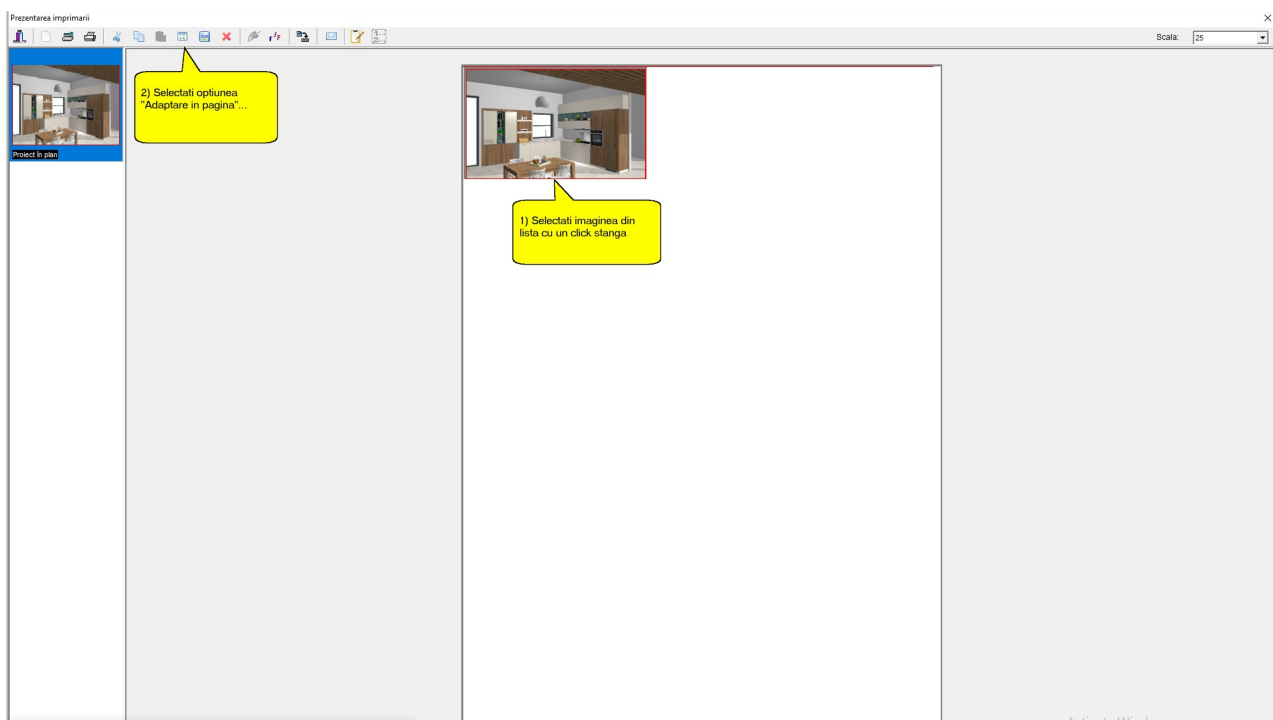 Prezentarea imprimarii
Scala: 25
2) Selectati optiunea
"Adaptare in pagina"...
Proiect în plan
1) Selectati imaginea din
lista cu un click stanga